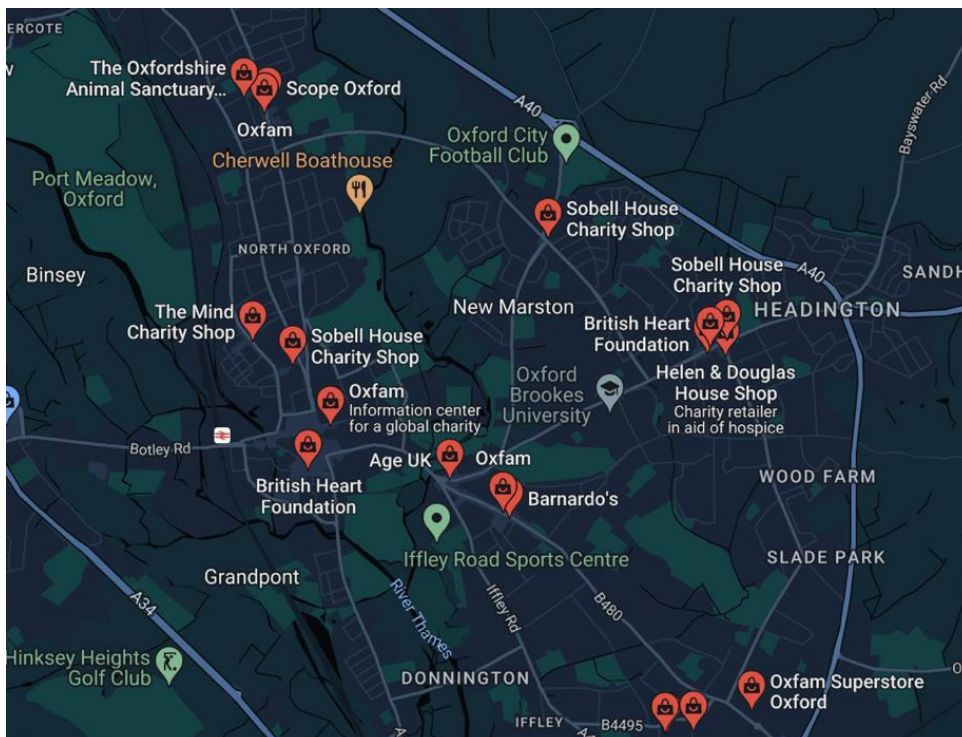 ERCOTE
The Oxfordshire
Animal Sanctuary...
Scope Oxford
Oxfam
A40
Bayswater Rd
Oxford City
Football Club
Cherwell Boathouse
Port Meadow,
Oxford
Sobell House
Charity Shop
NORTH OXFORD
Binsey
Sobell House
Charity Shop
A40
SANDH
New Marston
HEADINGTON
The Mind
Charity Shop
Sobell House
Charity Shop
British Heart
Foundation
Helen & Douglas
House Shop
Charity retailer
in aid of hospice
Oxford
Brookes
University
Oxfam
Information center
for a global charity
Botley Rd
Age UK
Oxfam
British Heart
Foundation
Barnardo's
WOOD FARM
Iffley Road Sports Centre
SLADE PARK
Grandpont
A34
River Thames
Iffley Rd
B480
Hinksey Heights
Golf Club
DONNINGTON
Oxfam Superstore
Oxford
IFFLEY
B4495